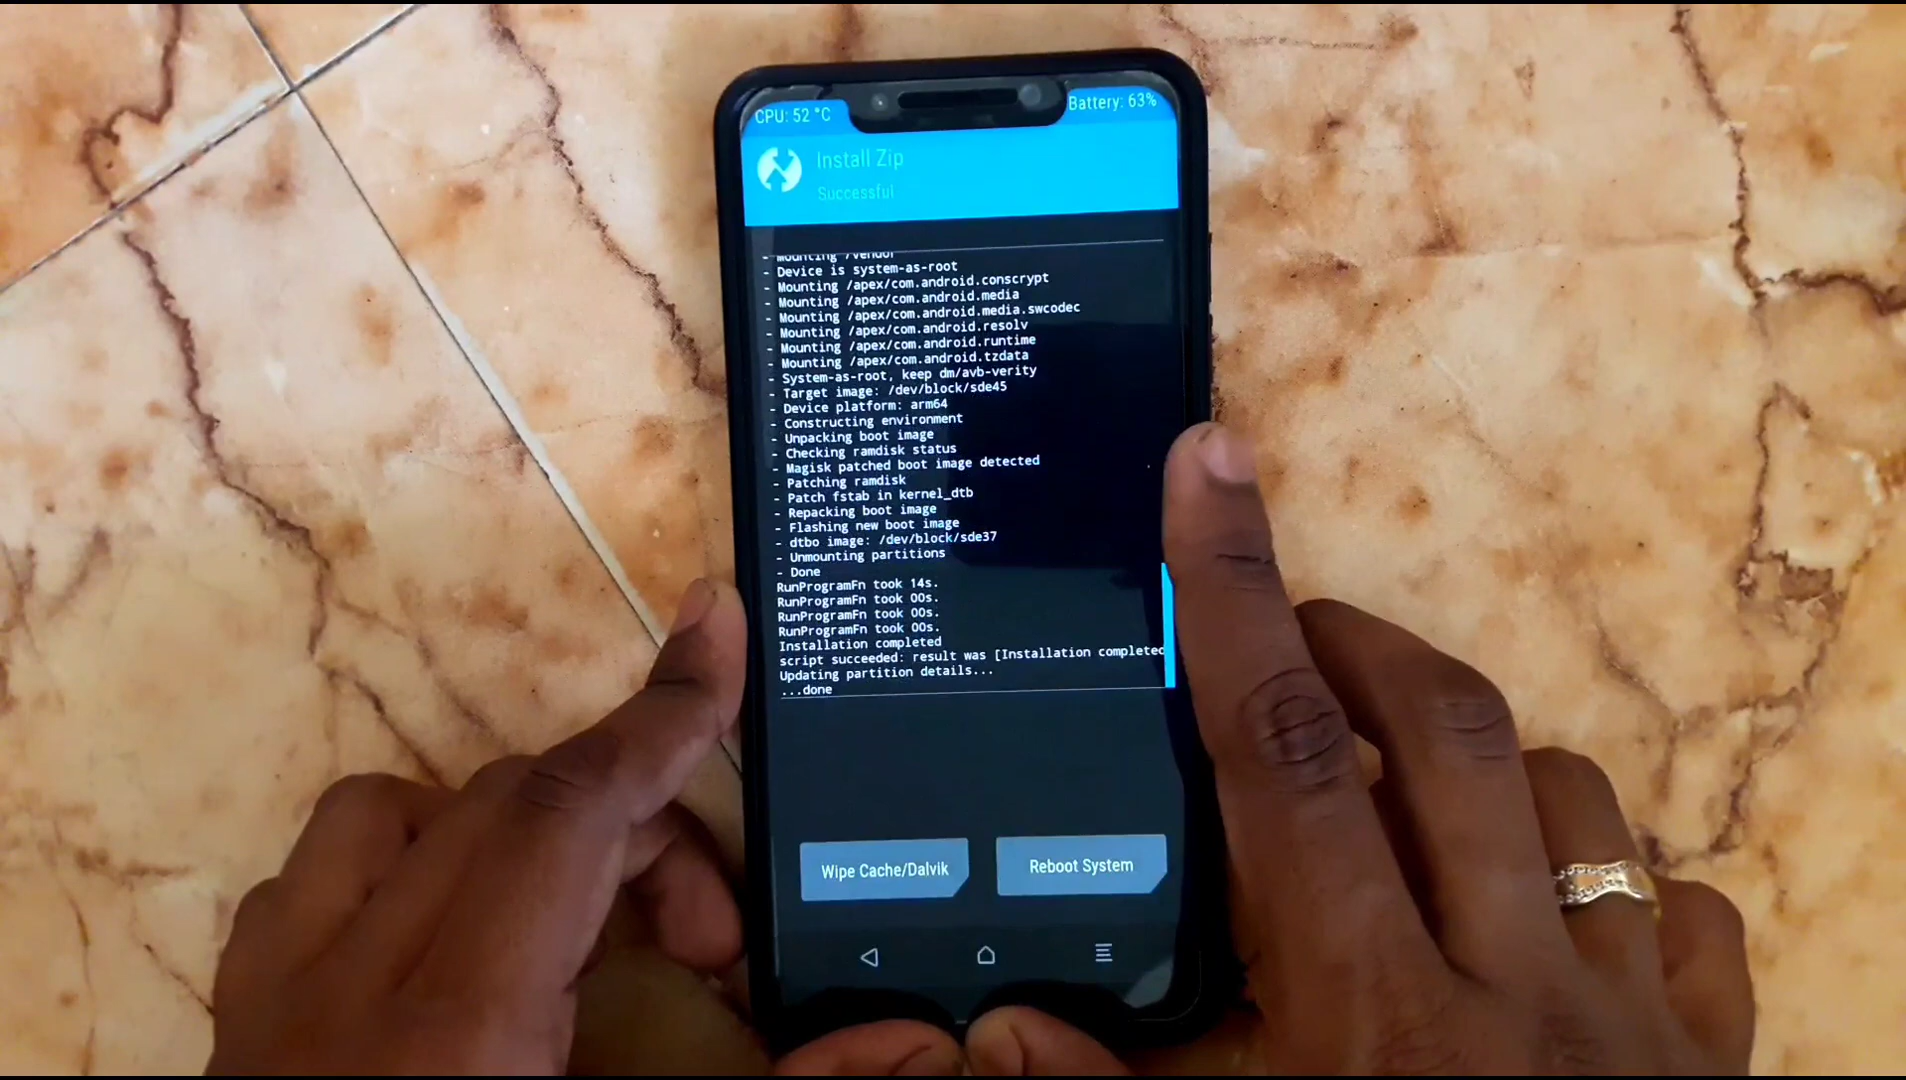 CPU: 52 °C
Battery: 63%
Install Zip
Successful
- Mounting /vendor
- Device is system-as-root
- Mounting /apex/com.android.conscrypt
- Mounting /apex/com.android.media
- Mounting /apex/com.android.media.swcodec
- Mounting /apex/com.android.resolv
- Mounting /apex/com.android.runtime
- Mounting /apex/com.android.tzdata
- System-as-root, keep dm/avb-verity
- Target image: /dev/block/sde45
- Device platform: arm64
- Constructing environment
- Unpacking boot image
- Checking ramdisk status
- Magisk patched boot image detected
- Patching ramdisk
- Patch fstab in kernel_dtb
- Repacking boot image
- Flashing new boot image
- dtbo image: /dev/block/sde37
- Unmounting partitions
- Done
RunProgramFn took 14s.
RunProgramFn took 00s.
RunProgramFn took 00s.
RunProgramFn took 00s.
Installation completed
script succeeded: result was [Installation completed
Updating partition details...
...done
Wipe Cache/Dalvik
Reboot System